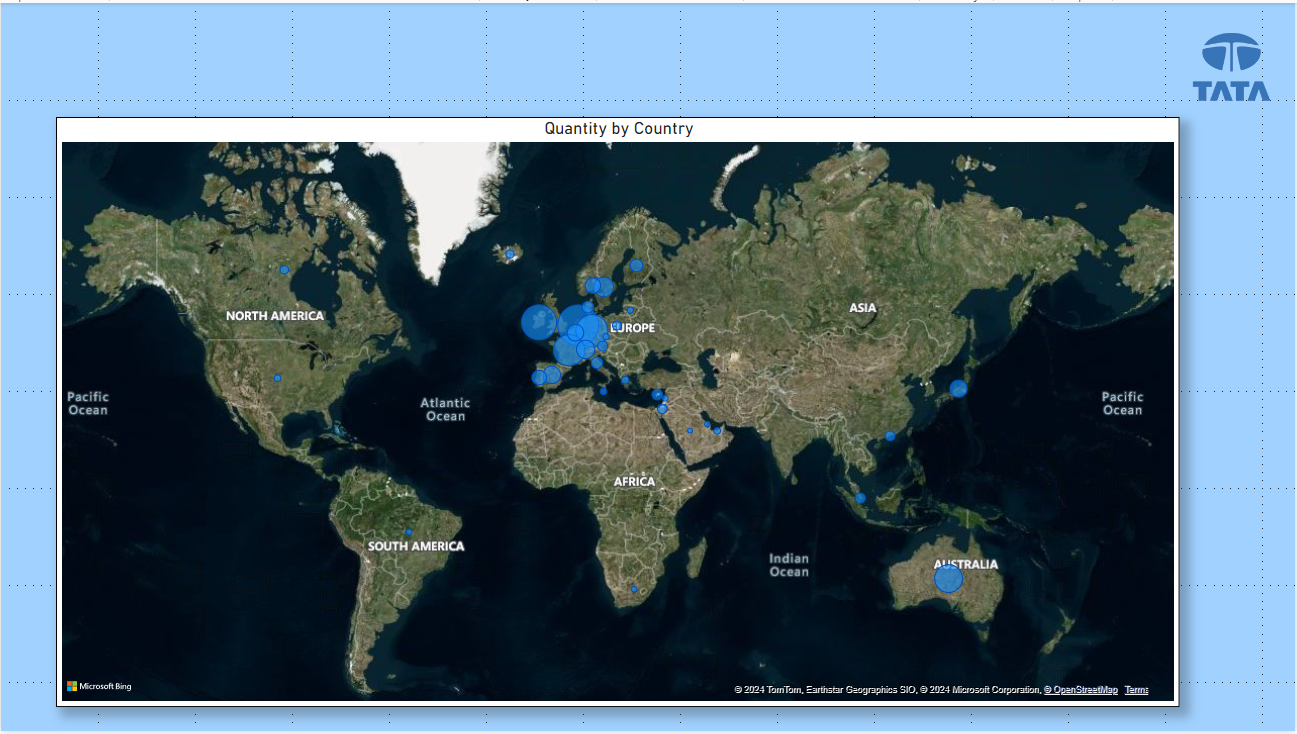 TATA
Quantity by Country
NORTH AMERICA
ASIA
EUROPE
Pacific
Ocean
Atlantic
Ocean
Pacific
Ocean
AFRICA
SOUTH AMERICA
Indian
Ocean
AUSTRALIA
Microsoft Bing
© 2024 TomTom, Earthstar Geographics SIO, © 2024 Microsoft Corporation, © OpenStreetMap Terms